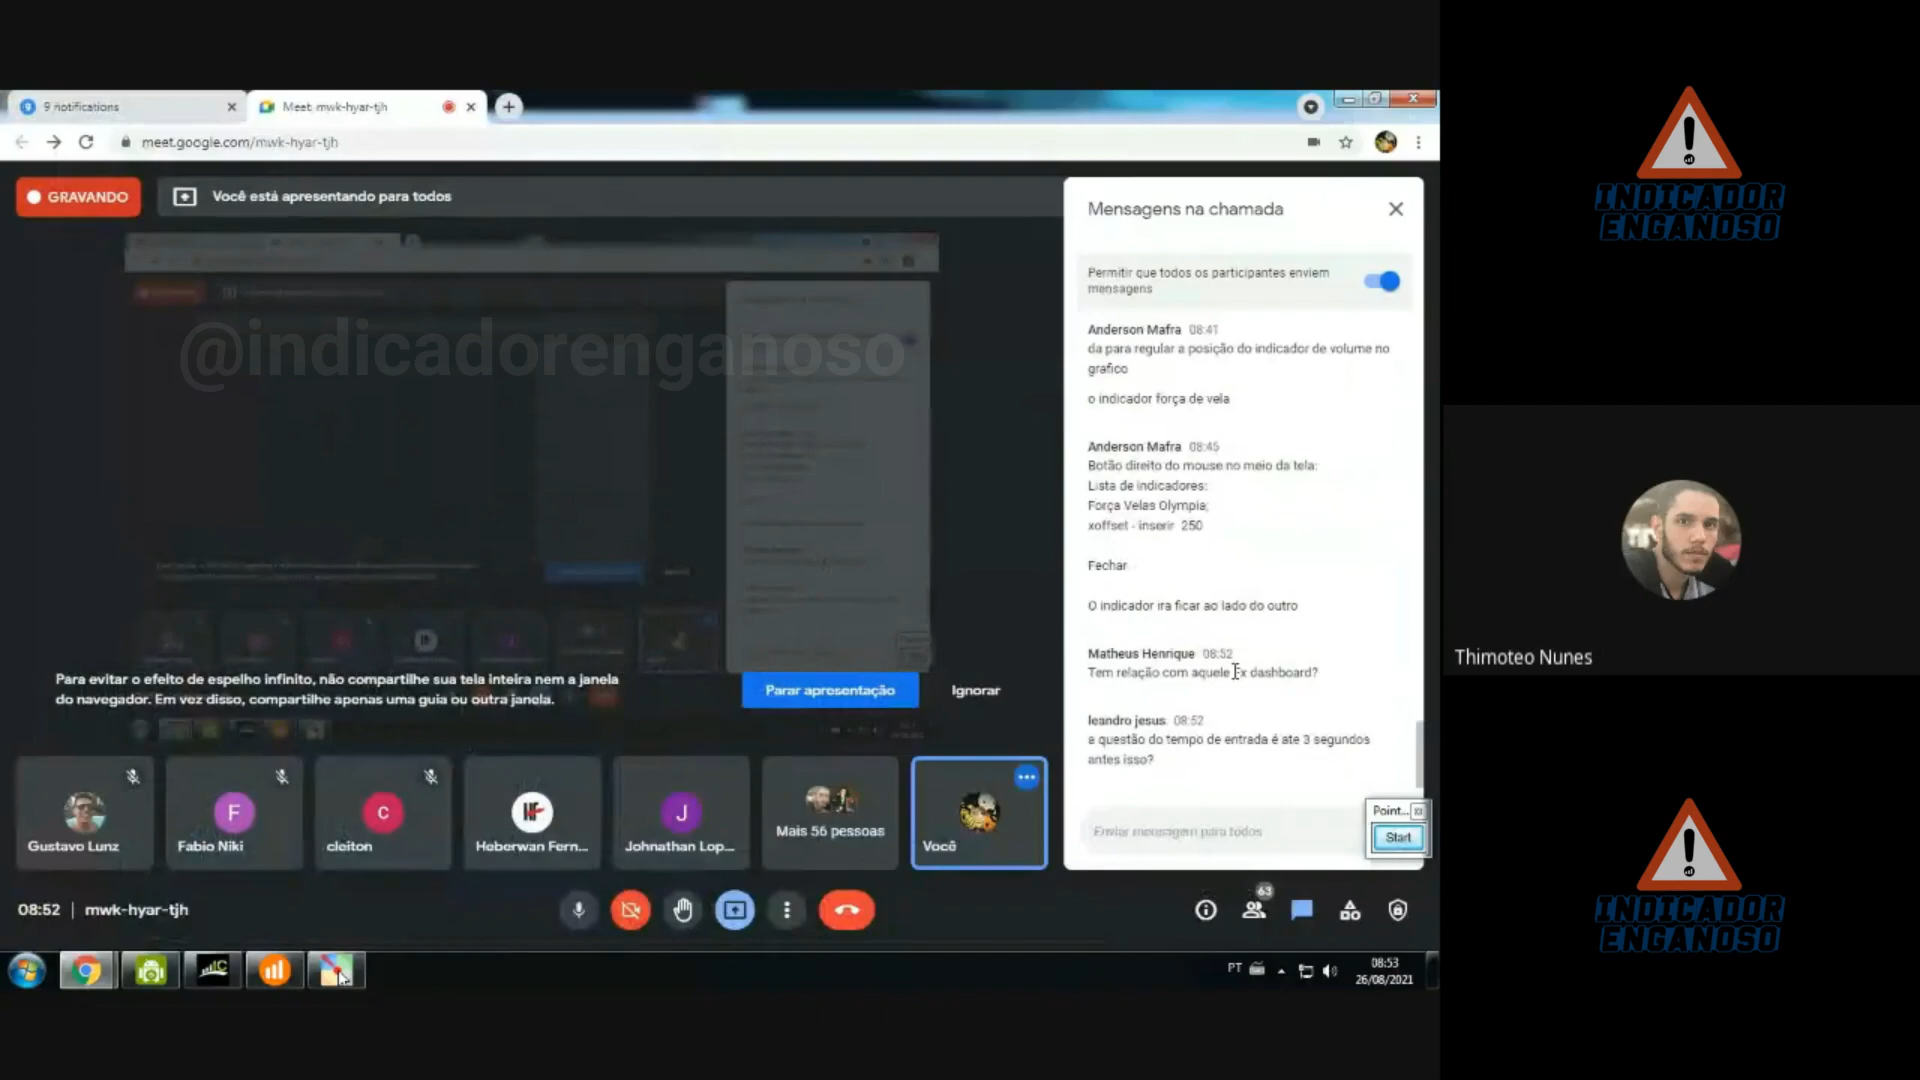 9 notifications
Meet: mwk-hyar-tjh
meet.google.com/mwk-hyar-tjh
GRAVANDO
Você está apresentando para todos
@indicadorenganoso
Para evitar o efeito de espelho infinito, não compartilhe sua tela inteira nem a janela
do navegador. Em vez disso, compartilhe apenas uma guia ou outra janela.
Parar apresentação
Ignorar
Mensagens na chamada
Permitir que todos os participantes enviem
mensagens
Anderson Mafra 08:41
da para regular a posição do indicador de volume no
grafico
o indicador força de vela
Anderson Mafra 08:45
Botão direito do mouse no meio da tela:
Lista de indicadores:
Força Velas Olympia;
xoffset - inserir 250
Fechar
O indicador ira ficar ao lado do outro
Matheus Henrique 08:52
Tem relação com aquele dashboard?
leandro jesus 08:52
a questão do tempo de entrada é ate 3 segundos
antes isso?
Enviar mensagem para todos
Point...
Start
Gustavo Lunz
F
Fabio Niki
c
cleiton
HF
Heberwan Fern...
J
Johnathan Lop...
Mais 56 pessoas
Você
08:52 | mwk-hyar-tjh
63
PT
08:53
26/08/2021
INDICADOR
ENGANOSO
Thimoteo Nunes
INDICADOR
ENGANOSO